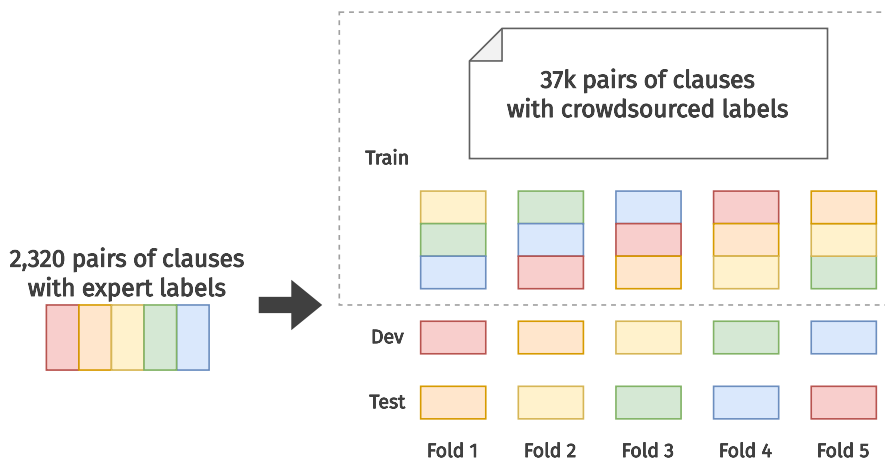 37k pairs of clauses
with crowdsourced labels
Train
2,320 pairs of clauses
with expert labels
Dev
Test
Fold 1 Fold 2 Fold 3 Fold 4 Fold 5